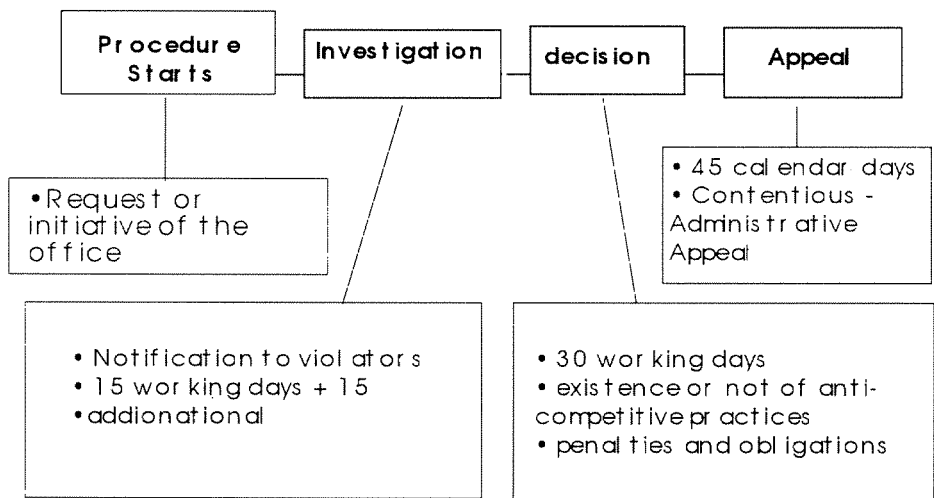 Procedure
Starts
Investigation
decision
Appeal
• Request or
initiative of the
office
• 45 calendar days
• Contentious -
Administrative
Appeal
• Notification to violators
• 15 working days + 15
• addionational
• 30 working days
• existence or not of anti-
competitive practices
• penalties and obligations